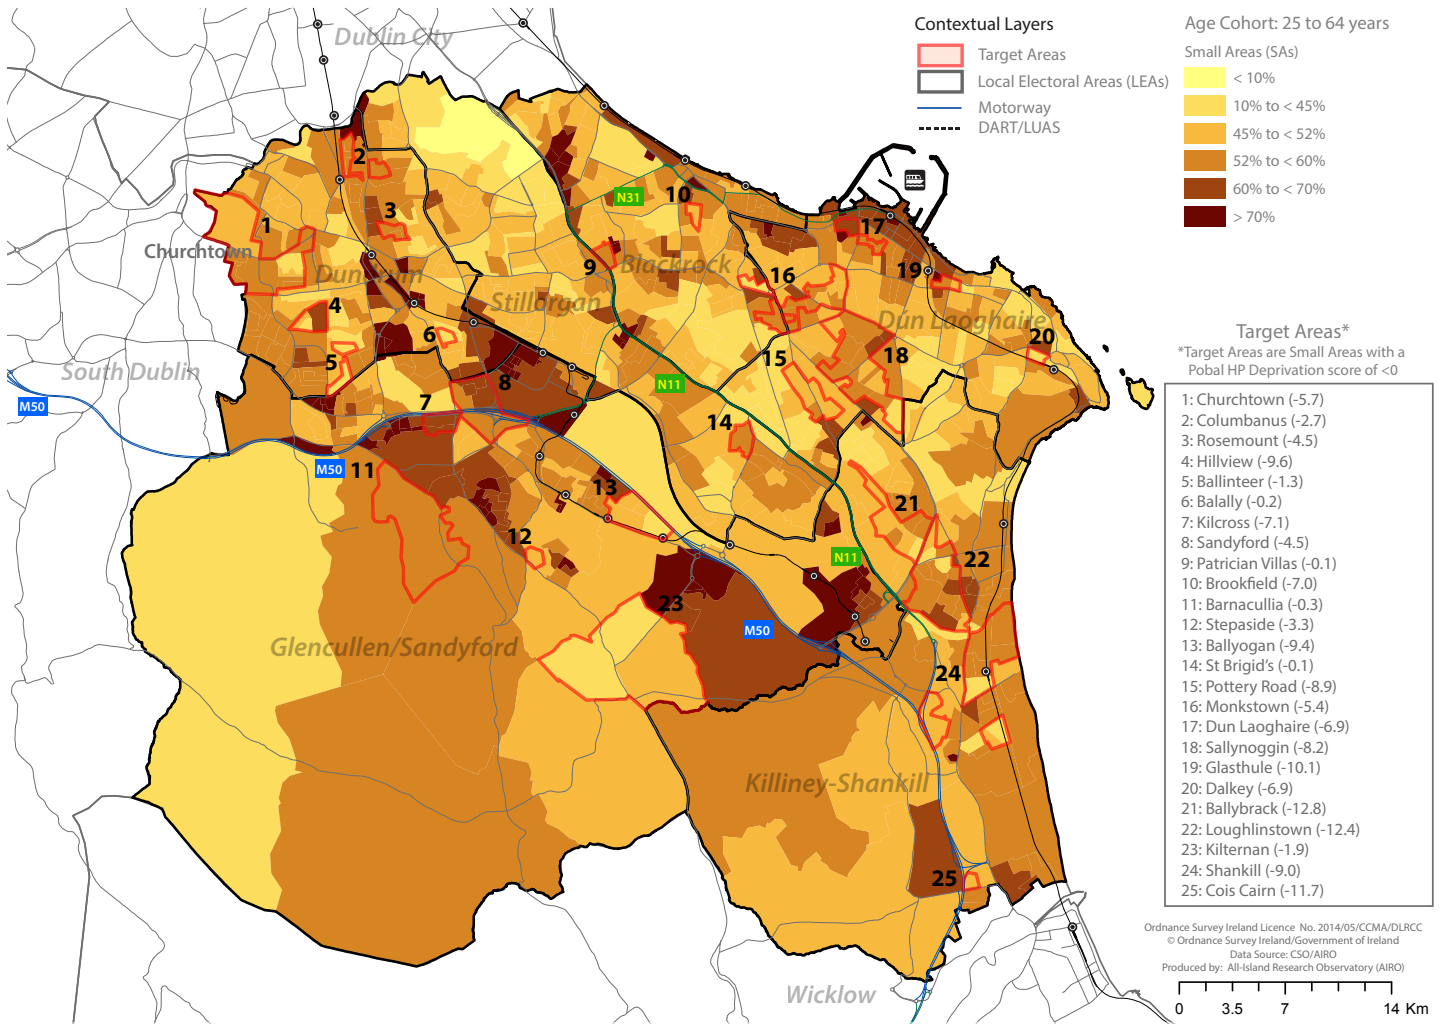 Contextual Layers
Target Areas
Local Electoral Areas (LEAs)
Motorway
DART/LUAS
Age Cohort: 25 to 64 years
Small Areas (SAs)
< 10%
10% to < 45%
45% to < 52%
52% to < 60%
60% to < 70%
> 70%
Dublin City
2
N31
10
1
3
17
Churchtown
Dundrum
9
Blackrock
16
19
Stillorgan
4
Dún Laoghaire
20
6
5
15
18
South Dublin
8
N11
M50
7
14
M50
11
13
21
12
N11
22
23
M50
Glencullen/Sandyford
24
Killiney-Shankill
25
Wicklow
Target Areas*
*Target Areas are Small Areas with a
Pobal HP Deprivation score of <0
1: Churchtown (-5.7)
2: Columbanus (-2.7)
3: Rosemount (-4.5)
4: Hillview (-9.6)
5: Ballinteer (-1.3)
6: Balally (-0.2)
7: Kilcross (-7.1)
8: Sandyford (-4.5)
9: Patrician Villas (-0.1)
10: Brookfield (-7.0)
11: Barnacullia (-0.3)
12: Stepaside (-3.3)
13: Ballyogan (-9.4)
14: St Brigid's (-0.1)
15: Pottery Road (-8.9)
16: Monkstown (-5.4)
17: Dun Laoghaire (-6.9)
18: Sallynoggin (-8.2)
19: Glasthule (-10.1)
20: Dalkey (-6.9)
21: Ballybrack (-12.8)
22: Loughlinstown (-12.4)
23: Kilternan (-1.9)
24: Shankill (-9.0)
25: Cois Cairn (-11.7)
Ordnance Survey Ireland Licence No. 2014/05/CCMA/DLRCC
© Ordnance Survey Ireland/Government of Ireland
Data Source: CSO/AIRO
Produced by: All-Island Research Observatory (AIRO)
0 3.5 7 14 Km